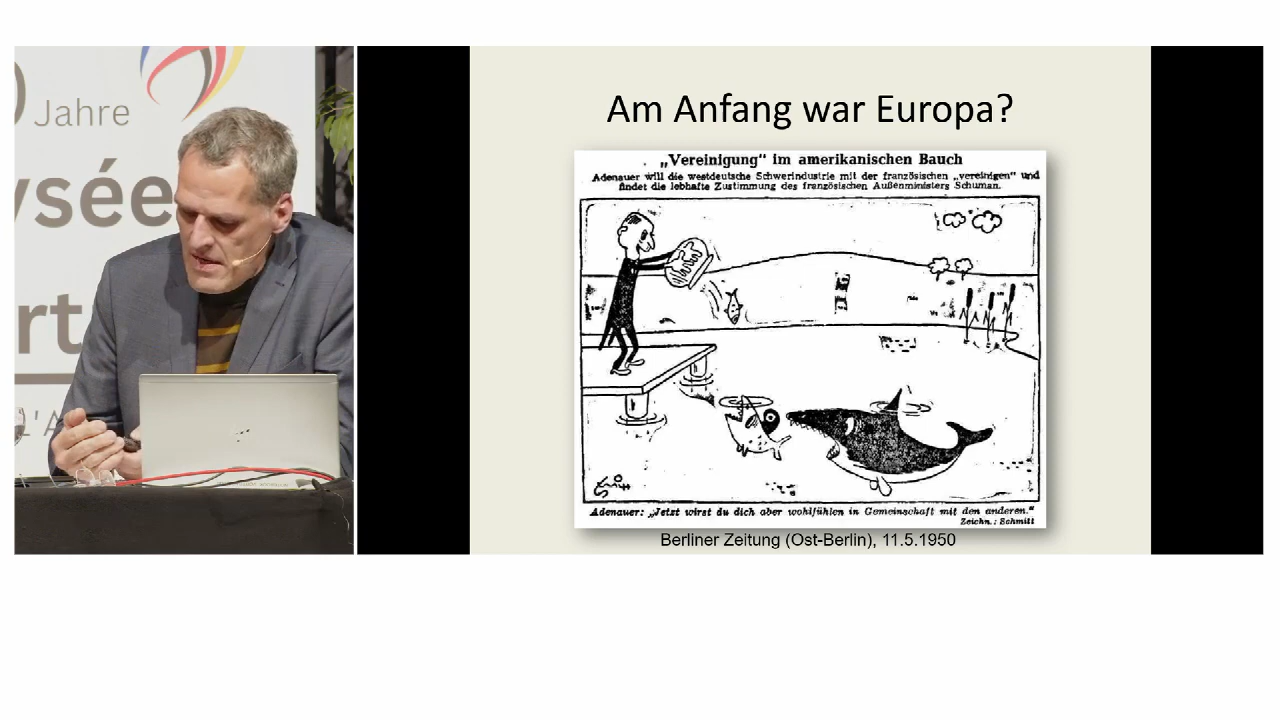 0 Jahre
ysée
rt
L'A
Am Anfang war Europa?
„Vereinigung“ im amerikanischen Bauch
Adenauer will die westdeutsche Schwerindustrie mit der französischen „vereinigen“ und
findet die lebhafte Zustimmung des französischen Außenministers Schuman.
Adenauer: „Jetzt wirst du dich aber wohlfühlen in Gemeinschaft mit den anderen.“
Zeichn.: Schmitt
Berliner Zeitung (Ost-Berlin), 11.5.1950